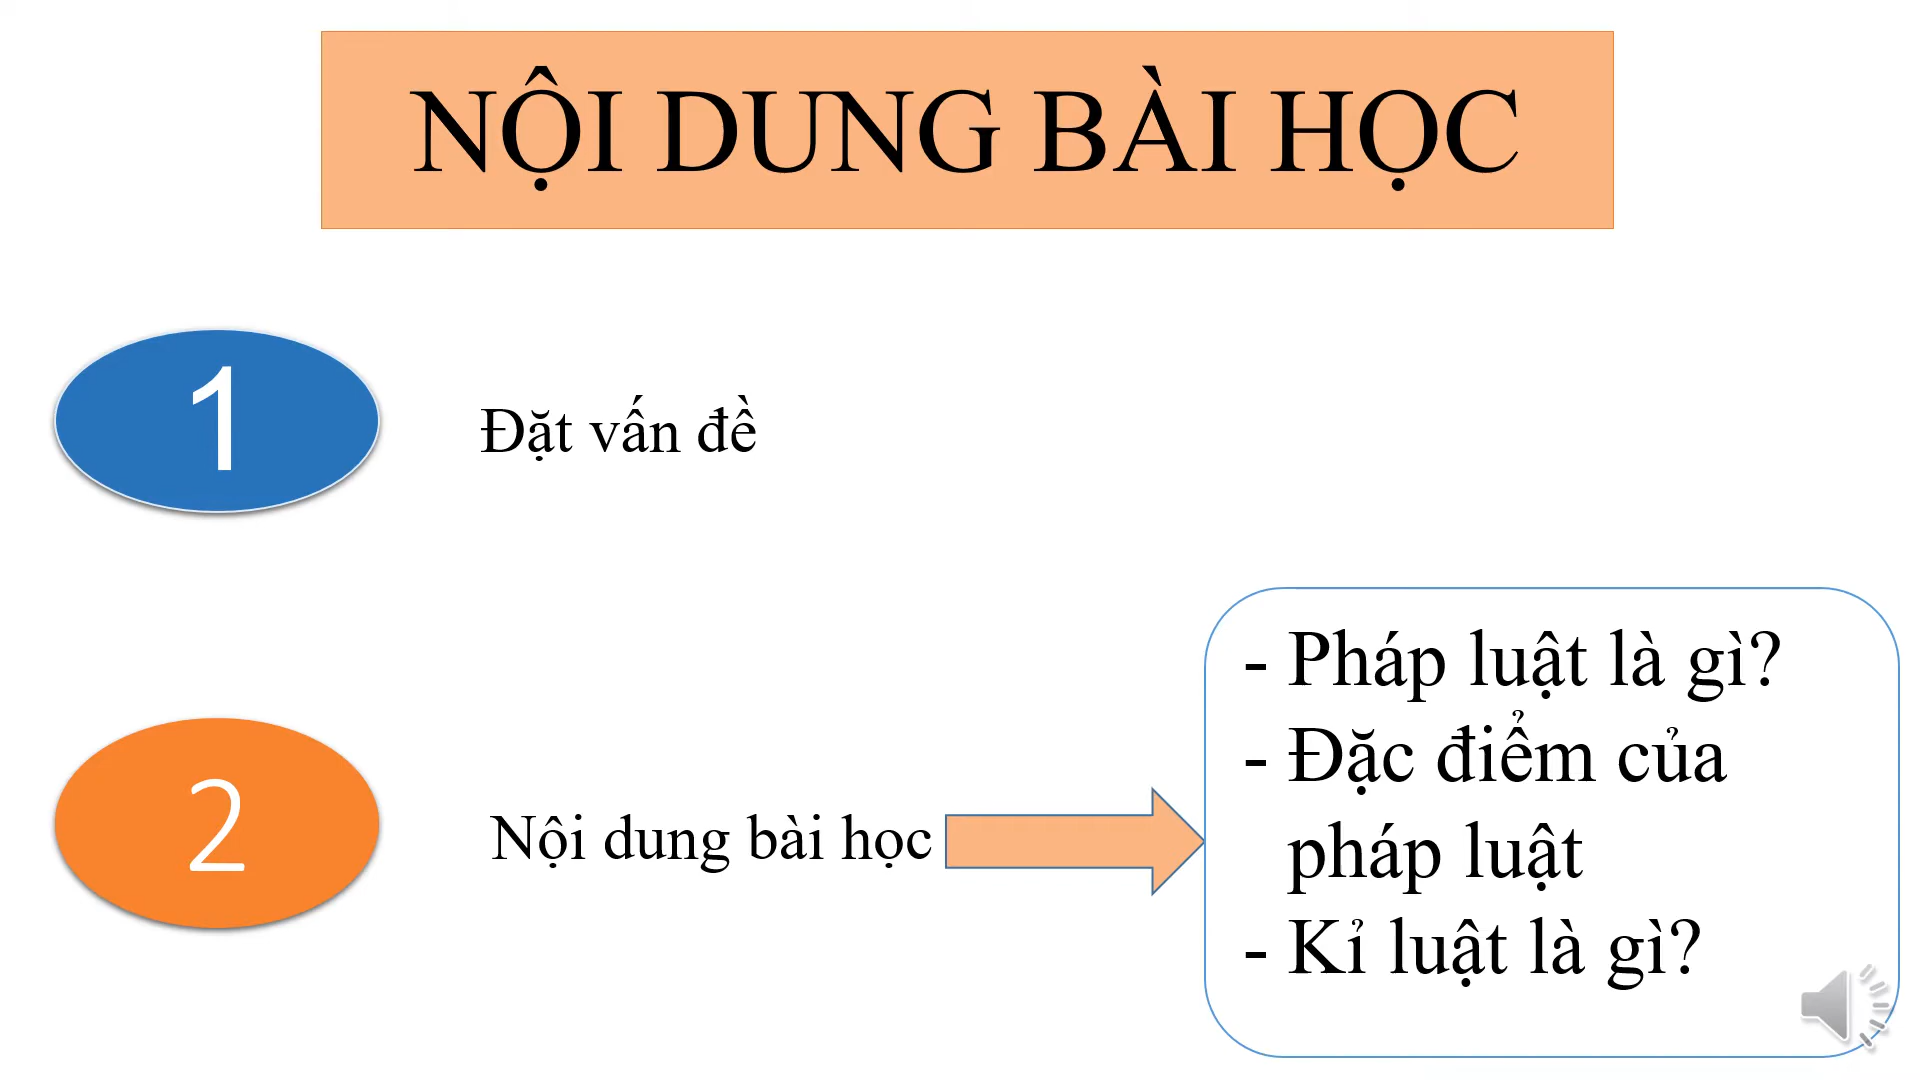 NỘI DUNG BÀI HỌC
1
Đặt vấn đề
2
Nội dung bài học
- Pháp luật là gì?
- Đặc điểm của
pháp luật
- Kỉ luật là gì?